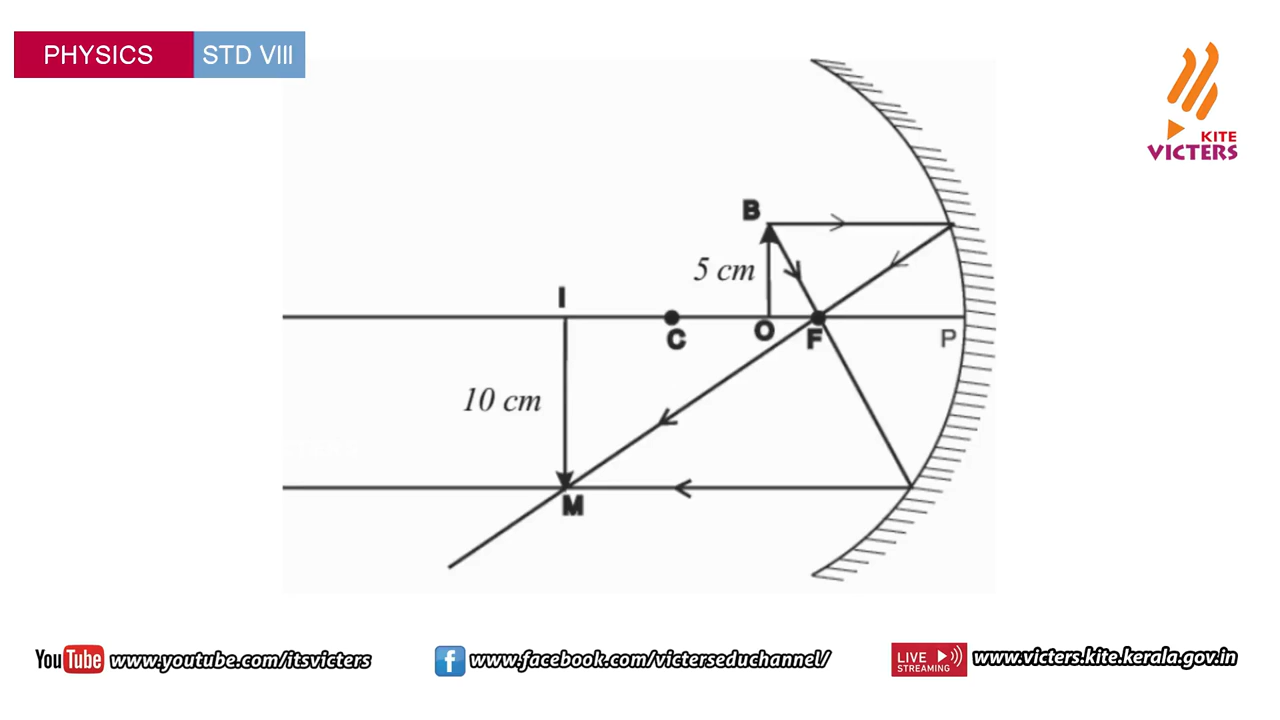 PHYSICS STD VIII
KITE
VICTERS
B
5 cm
I
C
O
F
P
10 cm
M
YouTube www.youtube.com/itsvicters
f www.facebook.com/victerseduchannel/
LIVE STREAMING www.victers.kite.kerala.gov.in